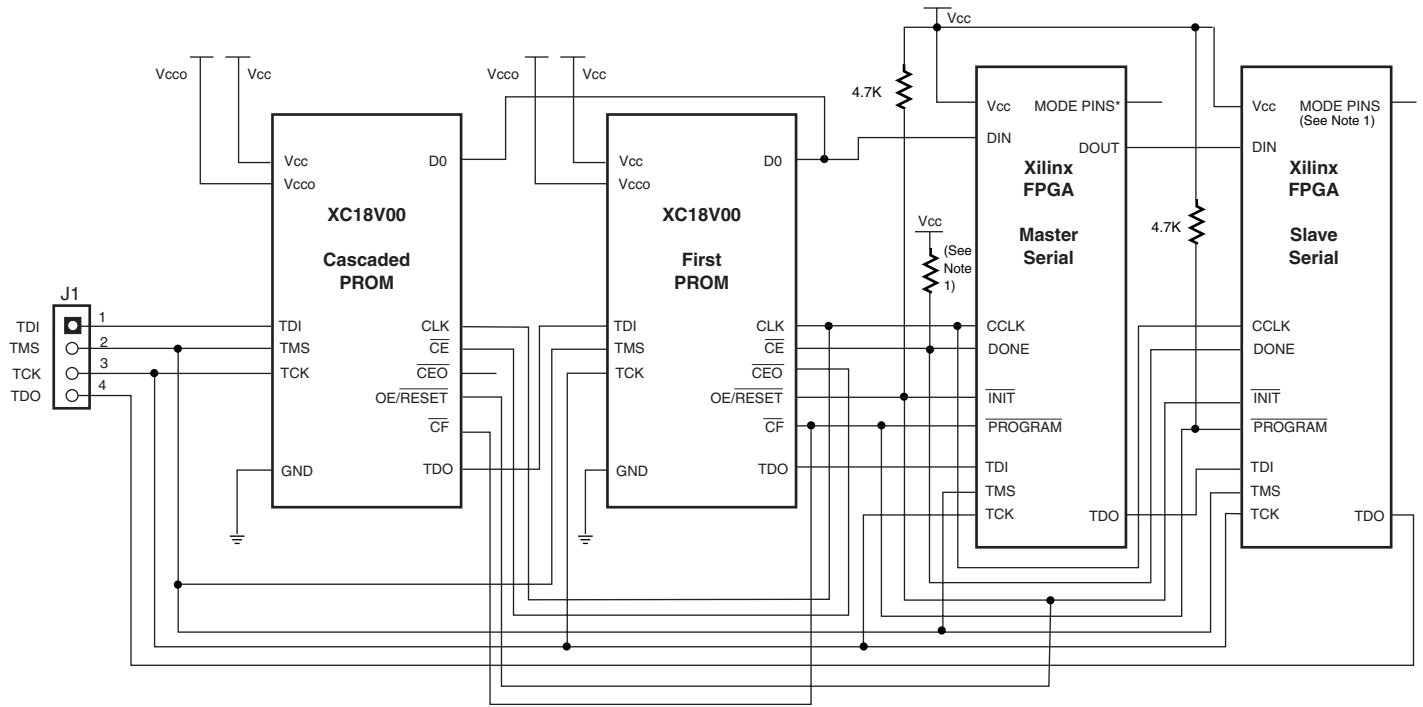 Vcc
Vcco
Vcc
Vcco
Vcc
4.7K
Vcc
MODE PINS*
Vcc
MODE PINS
(See Note 1)
DIN
DOUT
DIN
Vcc
D0
Vcco
Vcc
D0
Vcco
Xilinx
FPGA
Xilinx
FPGA
XC18V00
XC18V00
Vcc
4.7K
Master
Serial
Slave
Serial
Cascaded
PROM
First
PROM
(See
Note
1)
J1
TDI
TMS
TCK
TDO
1
2
3
4
TDI
TMS
TCK
GND
CLK
CE
CEO
OE/RESET
CF
TDO
TDI
TMS
TCK
GND
CLK
CE
CEO
OE/RESET
CF
TDO
CCLK
DONE
INIT
PROGRAM
TDI
TMS
TCK
TDO
CCLK
DONE
INIT
PROGRAM
TDI
TMS
TCK
TDO